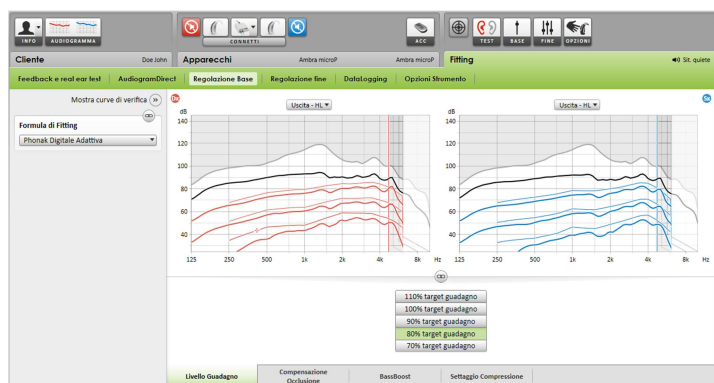 INFO AUDIOGRAMMA CONNETTI ACC TEST BASE FINE OPZIONI
Cliente Doe John Apparecchi Ambra microP Ambra microP Fitting Sit. quiete
Feedback e real ear test AudiogramDirect Regolazione Base Regolazione fine DataLogging Opzioni Strumento
Mostra curve di verifica
Formula di Fitting
Phonak Digitale Adattiva
Uscita - HL Uscita - HL
dB dB
140 140
120 120
100 100
80 80
60 60
40 40
125 250 500 1k 2k 4k 8k Hz 125 250 500 1k 2k 4k 8k Hz
110% target guadagno
100% target guadagno
90% target guadagno
80% target guadagno
70% target guadagno
Livello Guadagno Compensazione Occlusione BassBoost Settaggio Compressione